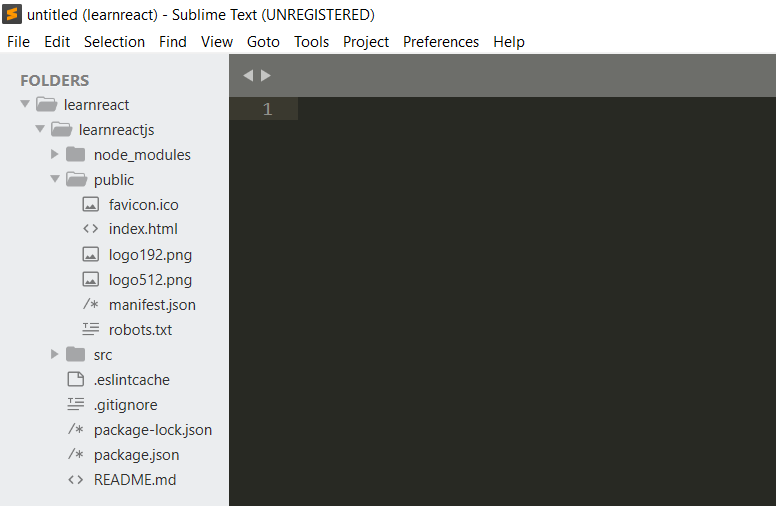 untitled (learnreact) - Sublime Text (UNREGISTERED)
File Edit Selection Find View Goto Tools Project Preferences Help
FOLDERS
learnreact
learnreactjs
node_modules
public
favicon.ico
index.html
logo192.png
logo512.png
manifest.json
robots.txt
src
.eslintcache
.gitignore
package-lock.json
package.json
README.md
1